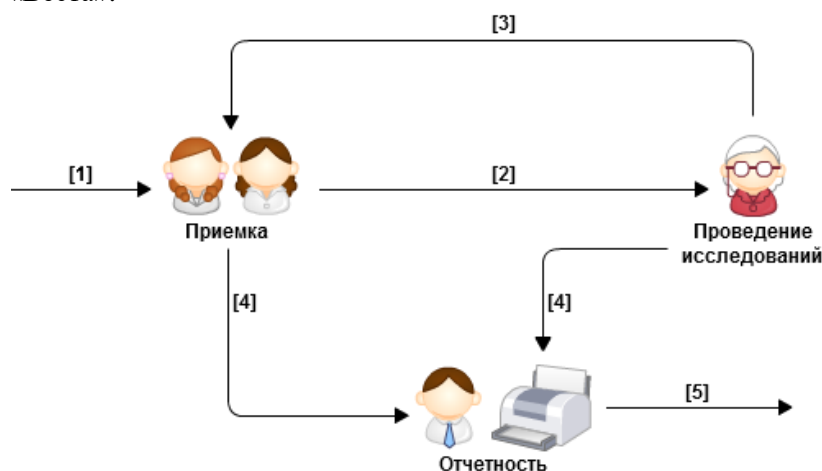 [3]
[1]
[2]
Приемка
Проведение
исследований
[4]
[4]
[5]
Отчетность